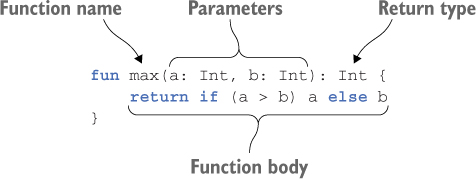 Function name
Parameters
Return type
fun max(a: Int, b: Int): Int {
return if (a > b) a else b
}
Function body